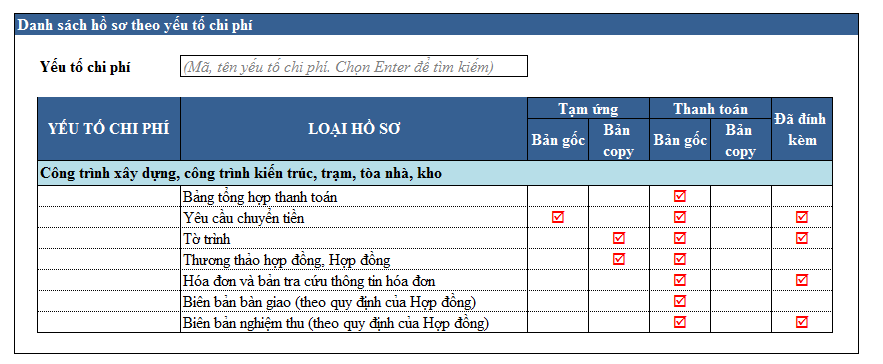 Danh sách hồ sơ theo yếu tố chi phí
Yếu tố chi phí (Mã, tên yếu tố chi phí. Chọn Enter để tìm kiếm)
YẾU TỐ CHI PHÍ LOẠI HỒ SƠ Tạm ứng Thanh toán Đã đính kèm
Bản gốc Bản copy Bản gốc Bản copy
Công trình xây dựng, công trình kiến trúc, trạm, tòa nhà, kho
Bảng tổng hợp thanh toán ☑
Yêu cầu chuyển tiền ☑ ☑ ☑
Tờ trình ☑ ☑ ☑
Thương thảo hợp đồng, Hợp đồng ☑ ☑
Hóa đơn và bản tra cứu thông tin hóa đơn ☑ ☑
Biên bản bàn giao (theo quy định của Hợp đồng) ☑
Biên bản nghiệm thu (theo quy định của Hợp đồng) ☑ ☑